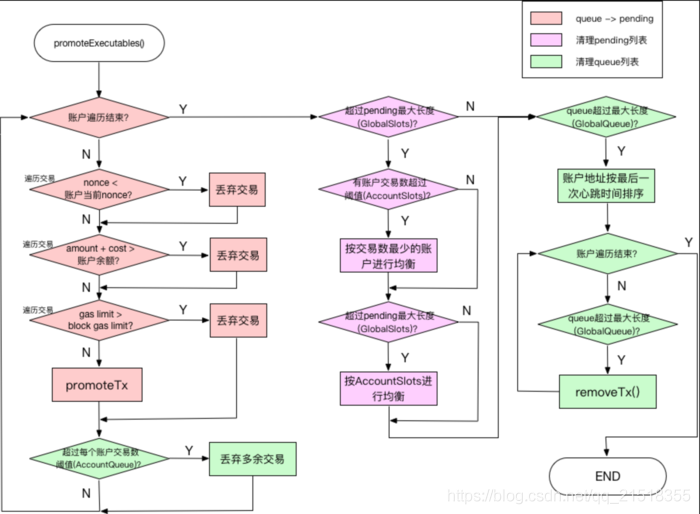 promoteExecutables()
queue -> pending
清理pending列表
清理queue列表
账户遍历结束?
Y
N
遍历交易
nonce <
账户当前nonce?
Y
丢弃交易
N
遍历交易
amount + cost >
账户余额?
Y
丢弃交易
N
遍历交易
gas limit >
block gas limit?
Y
丢弃交易
N
promoteTx
超过每个账户交易数
阈值(AccountQueue)?
Y
丢弃多余交易
N
超过pending最大长度
(GlobalSlots)?
N
Y
有账户交易数超过
阈值(AccountSlots)?
N
Y
按交易数最少的账
户进行均衡
超过pending最大长度
(GlobalSlots)?
N
Y
按AccountSlots进
行均衡
queue超过最大长度
(GlobalQueue)?
Y
账户地址按最后一
次心跳时间排序
账户遍历结束?
Y
N
queue超过最大长度
(GlobalQueue)?
Y
removeTx()
END